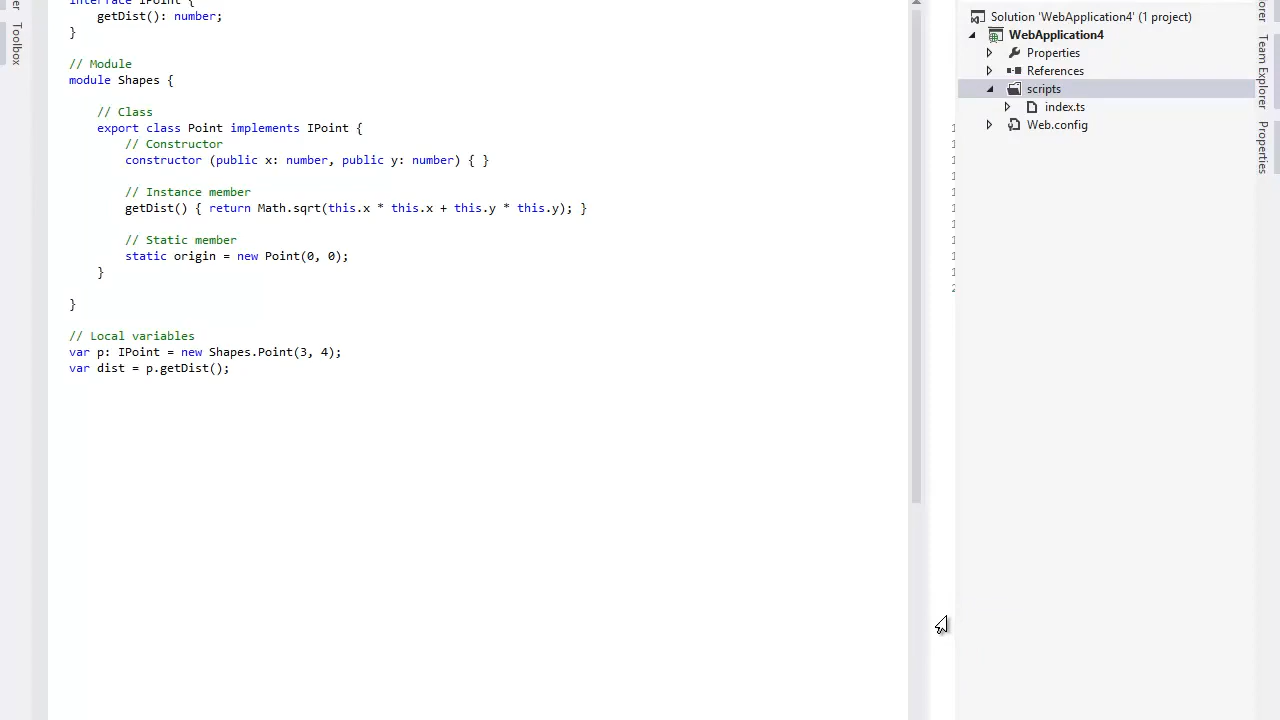 interface IPoint {
getDist(): number;
}
// Module
module Shapes {
// Class
export class Point implements IPoint {
// Constructor
constructor (public x: number, public y: number) { }
// Instance member
getDist() { return Math.sqrt(this.x * this.x + this.y * this.y); }
// Static member
static origin = new Point(0, 0);
}
}
// Local variables
var p: IPoint = new Shapes.Point(3, 4);
var dist = p.getDist();
Toolbox
Solution 'WebApplication4' (1 project)
WebApplication4
Properties
References
scripts
index.ts
Web.config
Team Explorer
Properties